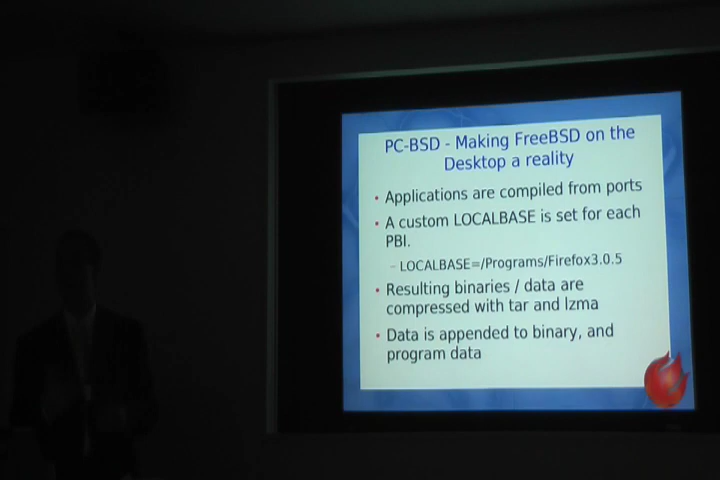 PC-BSD - Making FreeBSD on the
Desktop a reality
• Applications are compiled from ports
• A custom LOCALBASE is set for each
PBI.
– LOCALBASE=/Programs/Firefox3.0.5
• Resulting binaries / data are
compressed with tar and lzma
• Data is appended to binary, and
program data